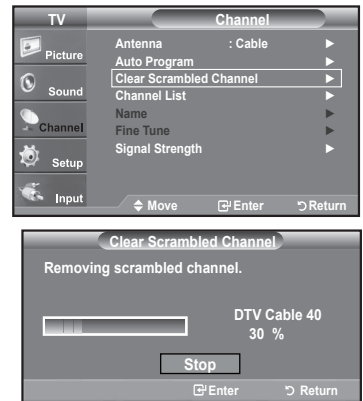 TV
Channel
Picture
Sound
Channel
Setup
Input
Antenna : Cable
Auto Program
Clear Scrambled Channel
Channel List
Name
Fine Tune
Signal Strength
Move Enter Return
Clear Scrambled Channel
Removing scrambled channel.
DTV Cable 40
30 %
Stop
Enter Return